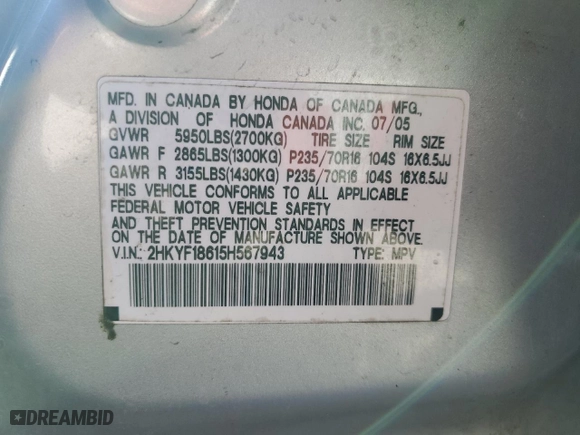 MFD. IN CANADA BY HONDA OF CANADA MFG.,
A DIVISION OF HONDA CANADA INC. 07/05
GVWR 5950LBS(2700KG) TIRE SIZE RIM SIZE
GAWR F 2865LBS(1300KG) P235/70R16 104S 16X6.5JJ
GAWR R 3155LBS(1430KG) P235/70R16 104S 16X6.5JJ
THIS VEHICLE CONFORMS TO ALL APPLICABLE
FEDERAL MOTOR VEHICLE SAFETY
AND THEFT PREVENTION STANDARDS IN EFFECT
ON THE DATE OF MANUFACTURE SHOWN ABOVE.
V.I.N.: 2HKYF18615H567943 TYPE: MPV
DREAMBID